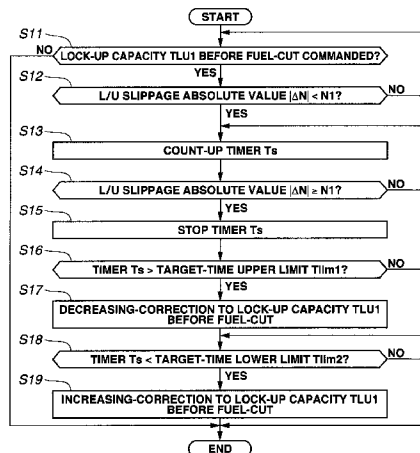 START
S11
NO
LOCK-UP CAPACITY TLU1 BEFORE FUEL-CUT COMMANDED?
YES
S12
L/U SLIPPAGE ABSOLUTE VALUE |ΔN| < N1?
NO
YES
S13
COUNT-UP TIMER Ts
S14
L/U SLIPPAGE ABSOLUTE VALUE |ΔN| ≥ N1?
NO
YES
S15
STOP TIMER Ts
S16
TIMER Ts > TARGET-TIME UPPER LIMIT Tlim1?
NO
YES
S17
DECREASING-CORRECTION TO LOCK-UP CAPACITY TLU1
BEFORE FUEL-CUT
S18
TIMER Ts < TARGET-TIME LOWER LIMIT Tlim2?
NO
YES
S19
INCREASING-CORRECTION TO LOCK-UP CAPACITY TLU1
BEFORE FUEL-CUT
END